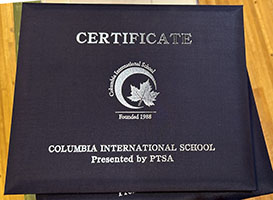 CERTIFICATE
Columbia International School
Founded 1988
COLUMBIA INTERNATIONAL SCHOOL
Presented by PTSA